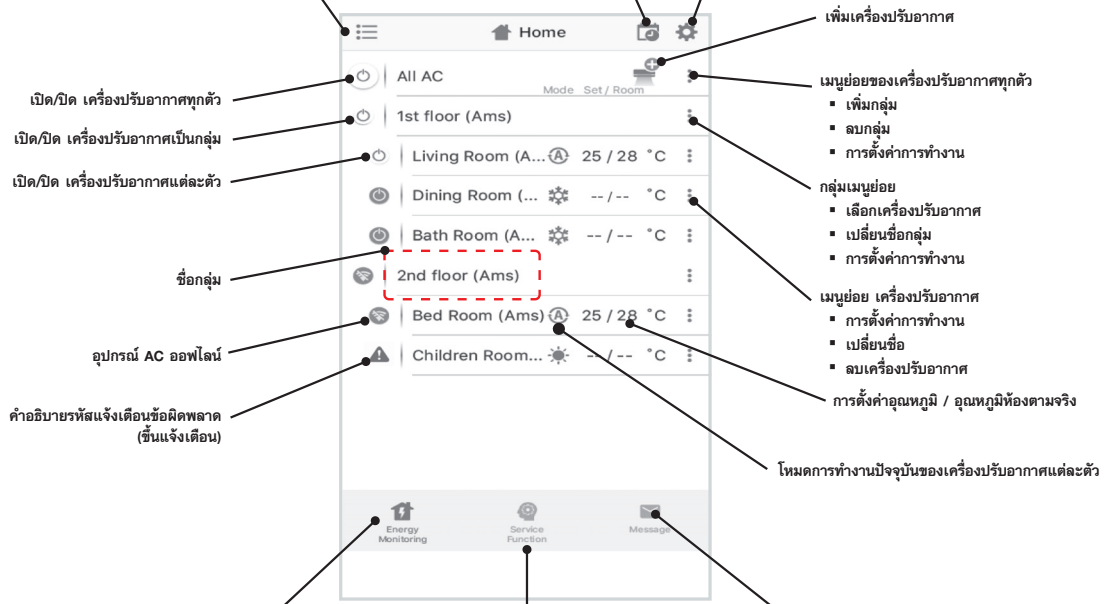 Home
All AC
Mode Set / Room
1st floor (Ams)
Living Room (A... 25 / 28 °C
Dining Room (... -- / -- °C
Bath Room (A... -- / -- °C
2nd floor (Ams)
Bed Room (Ams) 25 / 28 °C
Children Room... -- / -- °C
Energy
Monitoring
Service
Function
Message
เปิด/ปิด เครื่องปรับอากาศทุกตัว
เปิด/ปิด เครื่องปรับอากาศเป็นกลุ่ม
เปิด/ปิด เครื่องปรับอากาศแต่ละตัว
ชื่อกลุ่ม
อุปกรณ์ AC ออฟไลน์
คำอธิบายรหัสแจ้งเตือนข้อผิดพลาด
(ขึ้นแจ้งเตือน)
เพิ่มเครื่องปรับอากาศ
เมนูย่อยของเครื่องปรับอากาศทุกตัว
▪ เพิ่มกลุ่ม
▪ ลบกลุ่ม
▪ การตั้งค่าการทำงาน
กลุ่มเมนูย่อย
▪ เลือกเครื่องปรับอากาศ
▪ เปลี่ยนชื่อกลุ่ม
▪ การตั้งค่าการทำงาน
เมนูย่อย เครื่องปรับอากาศ
▪ การตั้งค่าการทำงาน
▪ เปลี่ยนชื่อ
▪ ลบเครื่องปรับอากาศ
การตั้งค่าอุณหภูมิ / อุณหภูมิห้องตามจริง
โหมดการทำงานปัจจุบันของเครื่องปรับอากาศแต่ละตัว